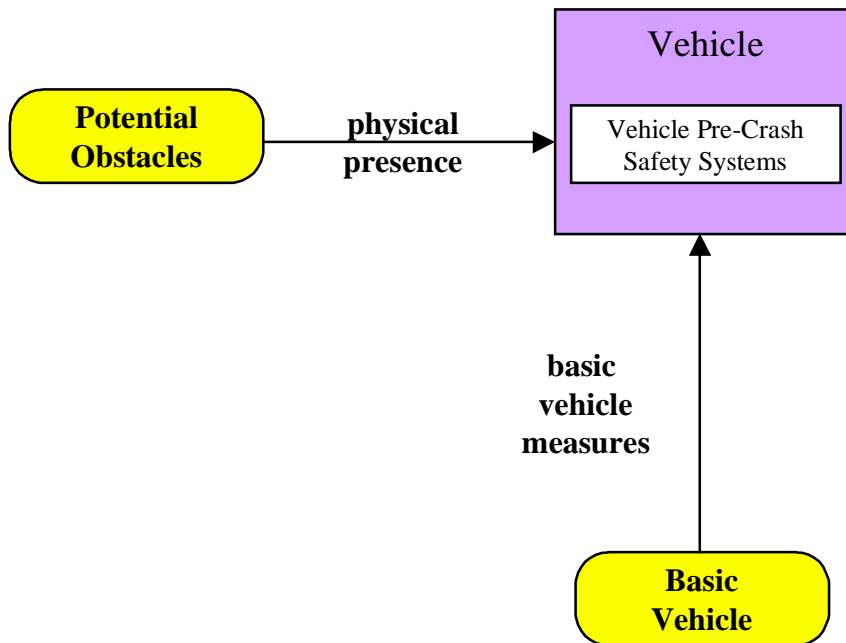 Vehicle
Potential
Obstacles
physical
presence
Vehicle Pre-Crash
Safety Systems
basic
vehicle
measures
Basic
Vehicle